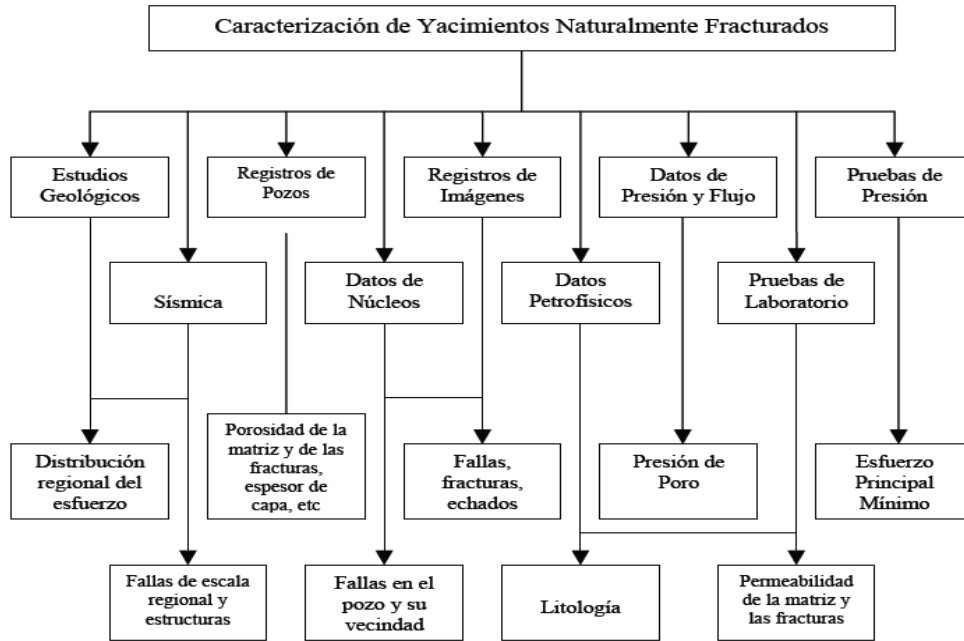 Caracterización de Yacimientos Naturalmente Fracturados
Estudios
Geológicos
Registros de
Pozos
Registros de
Imágenes
Datos de
Presión y Flujo
Pruebas de
Presión
Sísmica
Datos de
Núcleos
Datos
Petrofísicos
Pruebas de
Laboratorio
Distribución
regional del
esfuerzo
Porosidad de la
matriz y de las
fracturas,
espesor de
capa, etc
Fallas,
fracturas,
echados
Presión de
Poro
Esfuerzo
Principal
Mínimo
Fallas de escala
regional y
estructuras
Fallas en el
pozo y su
vecindad
Litología
Permeabilidad
de la matriz y
las fracturas